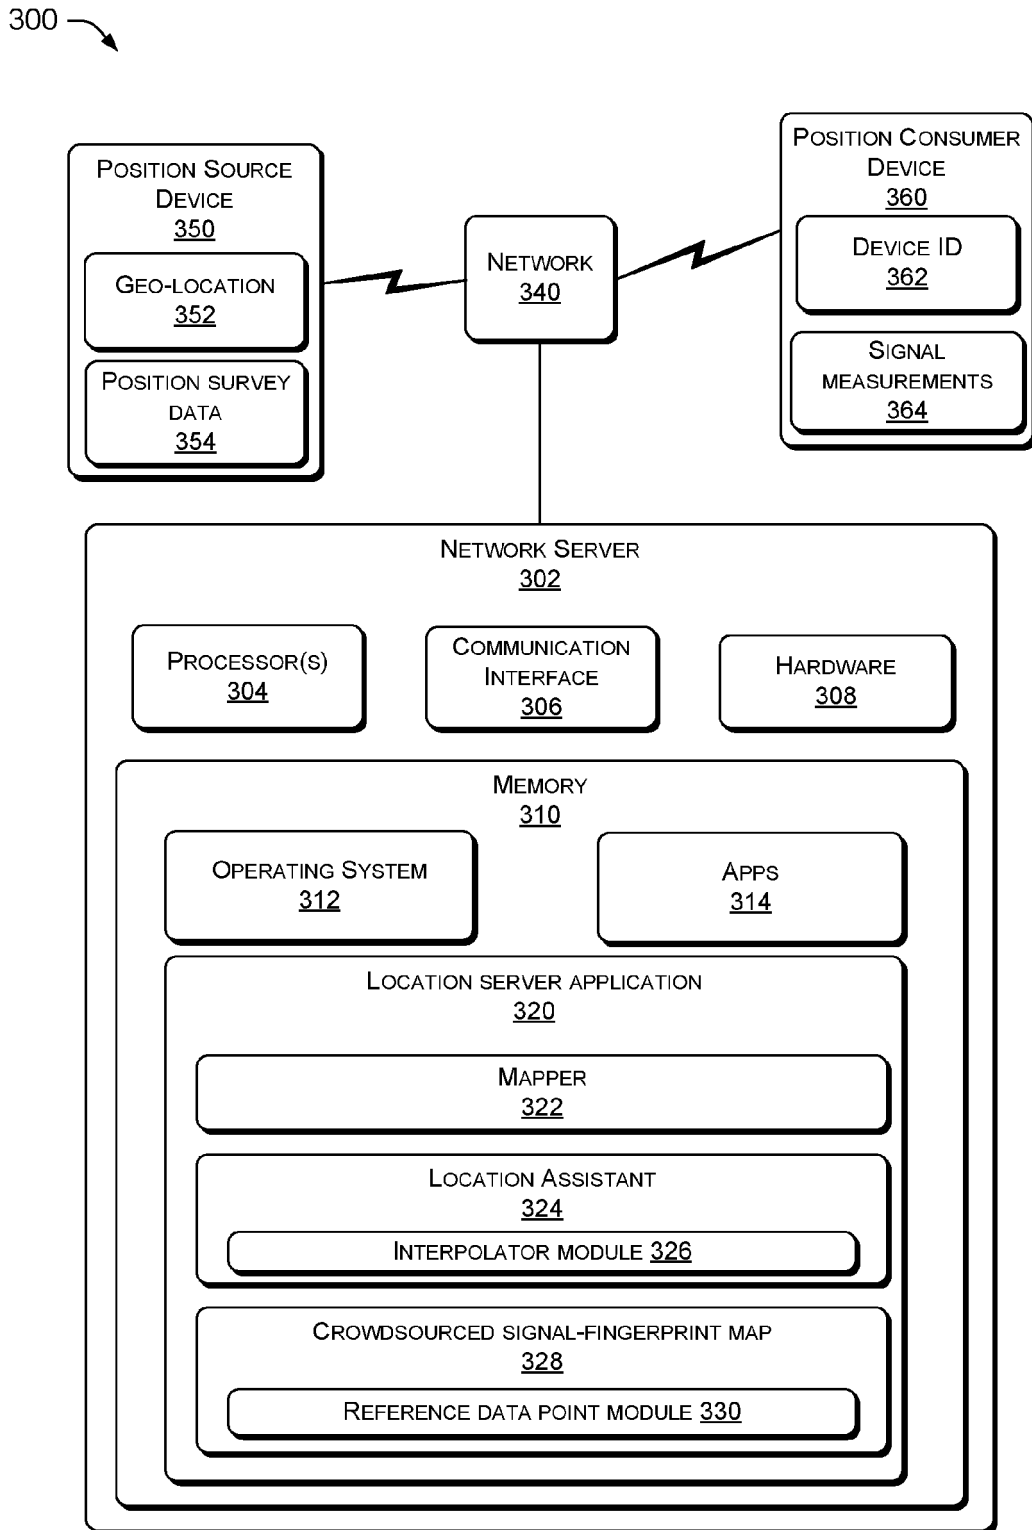 300
POSITION SOURCE
DEVICE
350
GEO-LOCATION
352
POSITION SURVEY
DATA
354
NETWORK
340
POSITION CONSUMER
DEVICE
360
DEVICE ID
362
SIGNAL
MEASUREMENTS
364
NETWORK SERVER
302
PROCESSOR(S)
304
COMMUNICATION
INTERFACE
306
HARDWARE
308
MEMORY
310
OPERATING SYSTEM
312
APPS
314
LOCATION SERVER APPLICATION
320
MAPPER
322
LOCATION ASSISTANT
324
INTERPOLATOR MODULE 326
CROWDSOURCED SIGNAL-FINGERPRINT MAP
328
REFERENCE DATA POINT MODULE 330